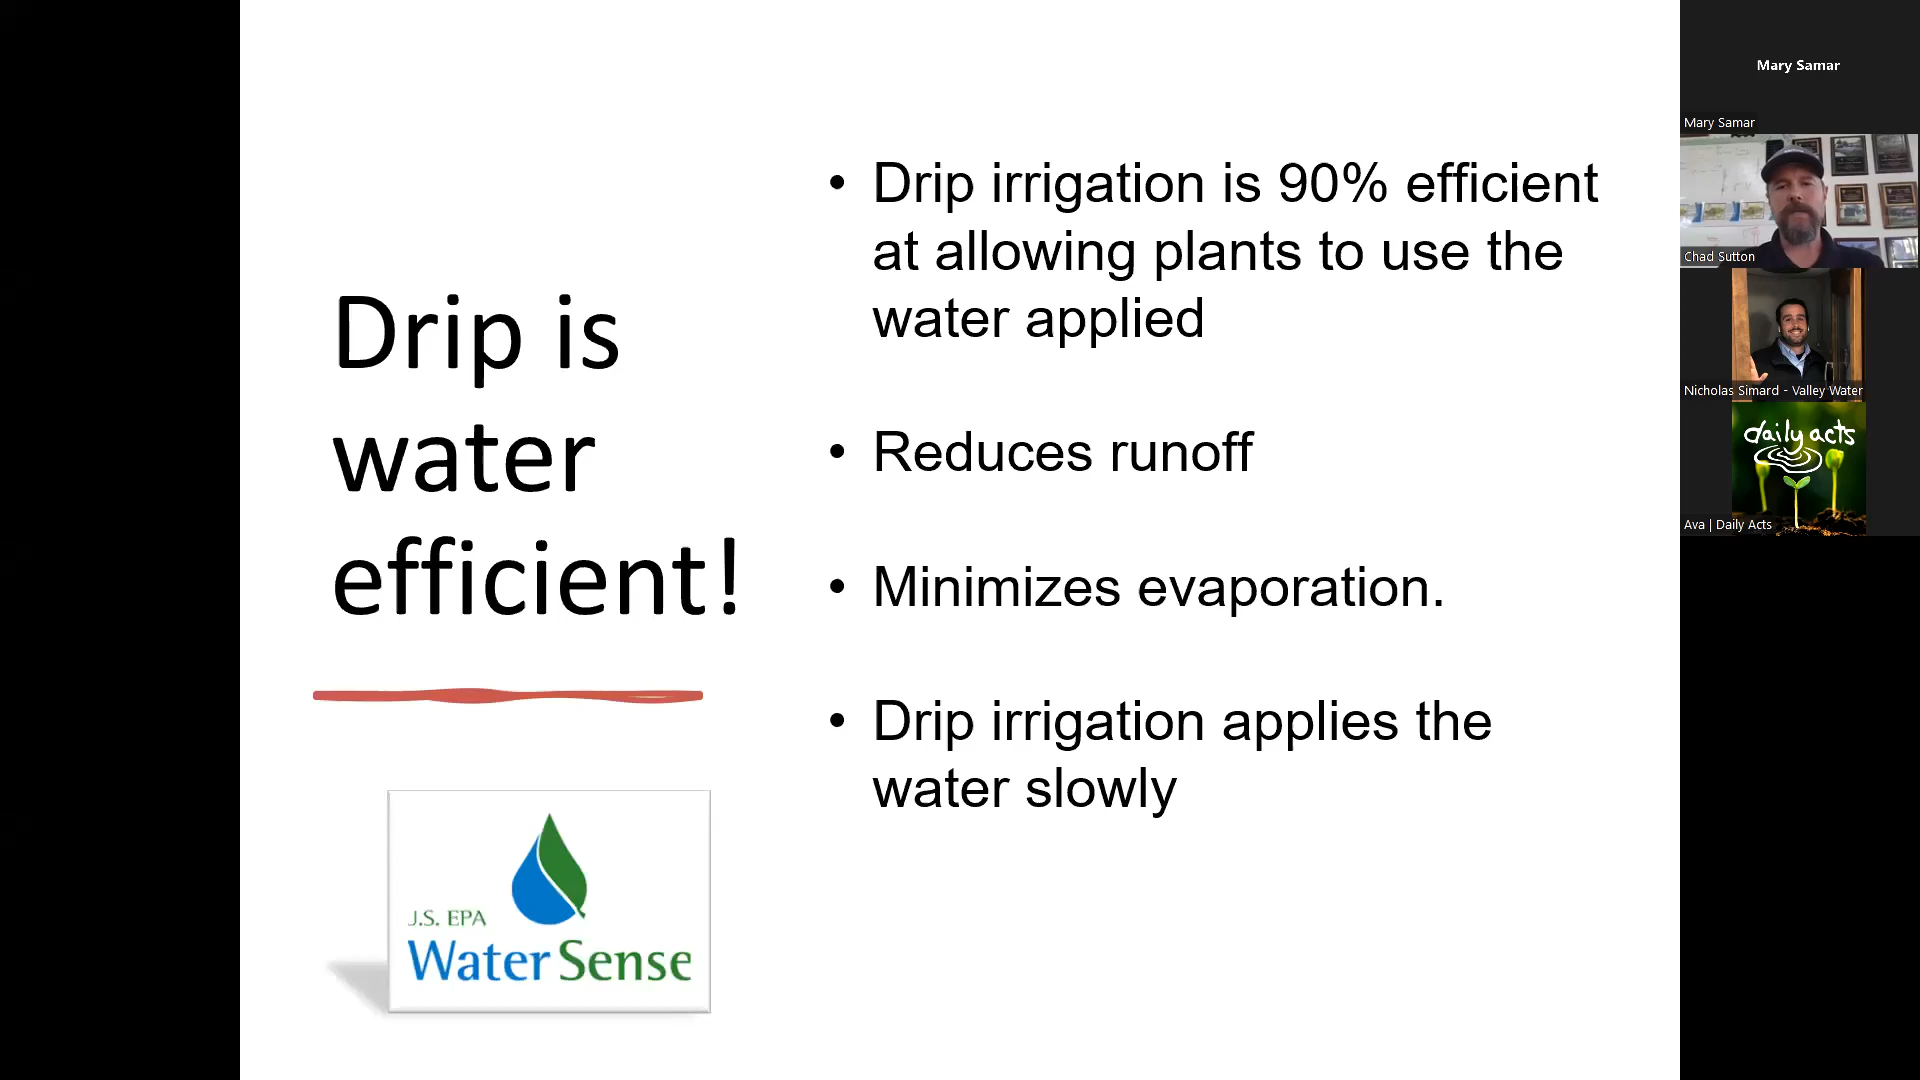 Drip is
water
efficient!
J.S. EPA
WaterSense
• Drip irrigation is 90% efficient
at allowing plants to use the
water applied
• Reduces runoff
• Minimizes evaporation.
• Drip irrigation applies the
water slowly
Mary Samar
Mary Samar
Chad Sutton
Nicholas Simard - Valley Water
daily acts
Ava | Daily Acts